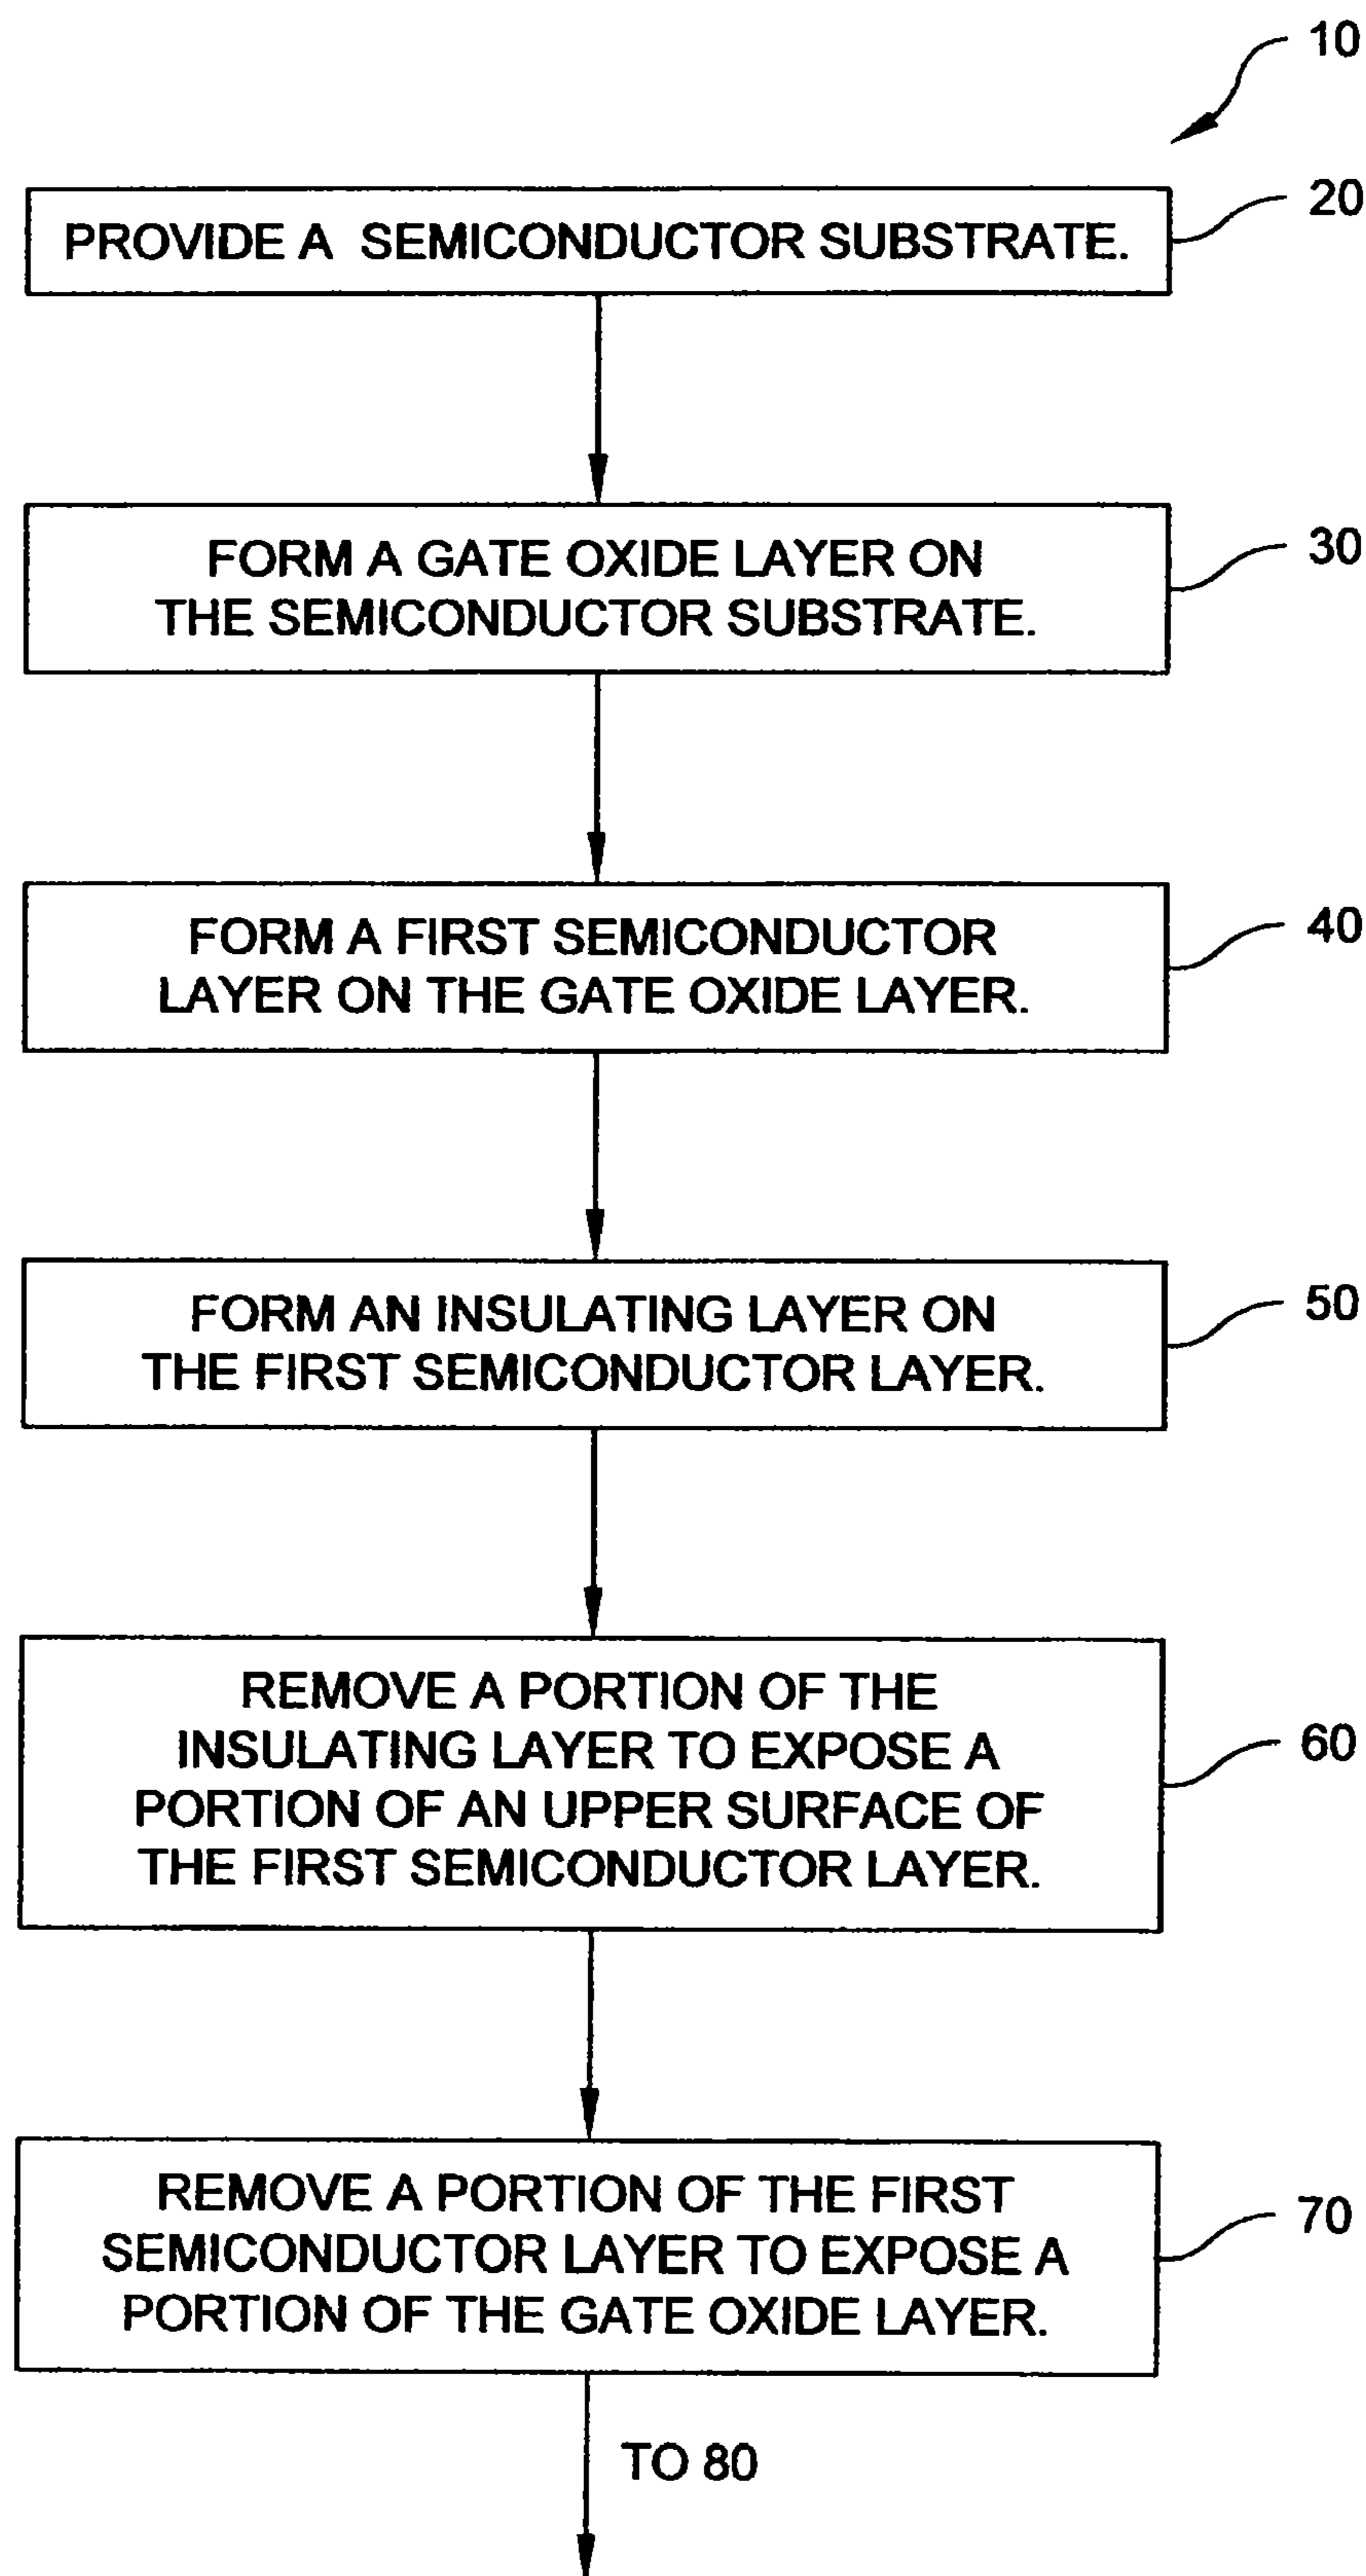 10
PROVIDE A SEMICONDUCTOR SUBSTRATE.
20
FORM A GATE OXIDE LAYER ON
THE SEMICONDUCTOR SUBSTRATE.
30
FORM A FIRST SEMICONDUCTOR
LAYER ON THE GATE OXIDE LAYER.
40
FORM AN INSULATING LAYER ON
THE FIRST SEMICONDUCTOR LAYER.
50
REMOVE A PORTION OF THE
INSULATING LAYER TO EXPOSE A
PORTION OF AN UPPER SURFACE OF
THE FIRST SEMICONDUCTOR LAYER.
60
REMOVE A PORTION OF THE FIRST
SEMICONDUCTOR LAYER TO EXPOSE A
PORTION OF THE GATE OXIDE LAYER.
70
TO 80